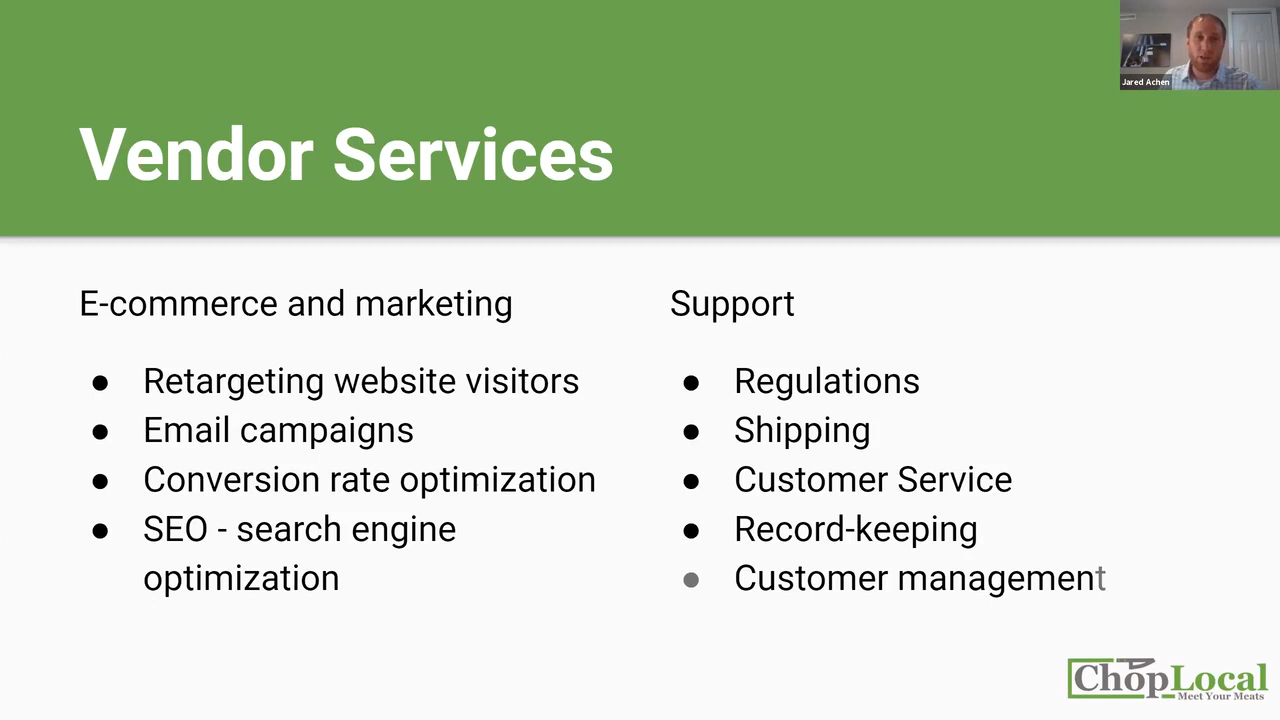 Jared Achen
Vendor Services
E-commerce and marketing
● Retargeting website visitors
● Email campaigns
● Conversion rate optimization
● SEO - search engine
optimization
Support
● Regulations
● Shipping
● Customer Service
● Record-keeping
● Customer management
ChopLocal
Meet Your Meats